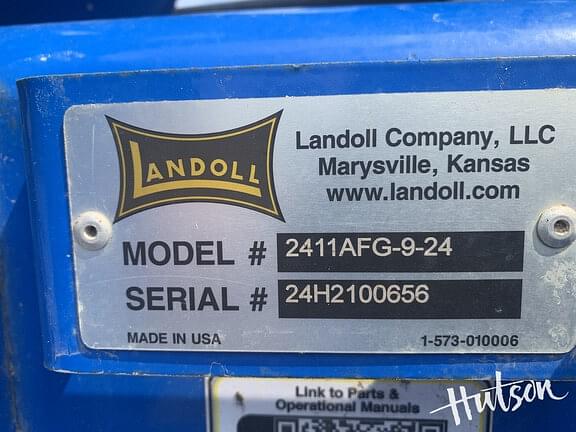 LANDOLL
Landoll Company, LLC
Marysville, Kansas
www.landoll.com
MODEL # 2411AFG-9-24
SERIAL # 24H2100656
MADE IN USA 1-573-010006
Link to Parts &
Operational Manuals
Hutson